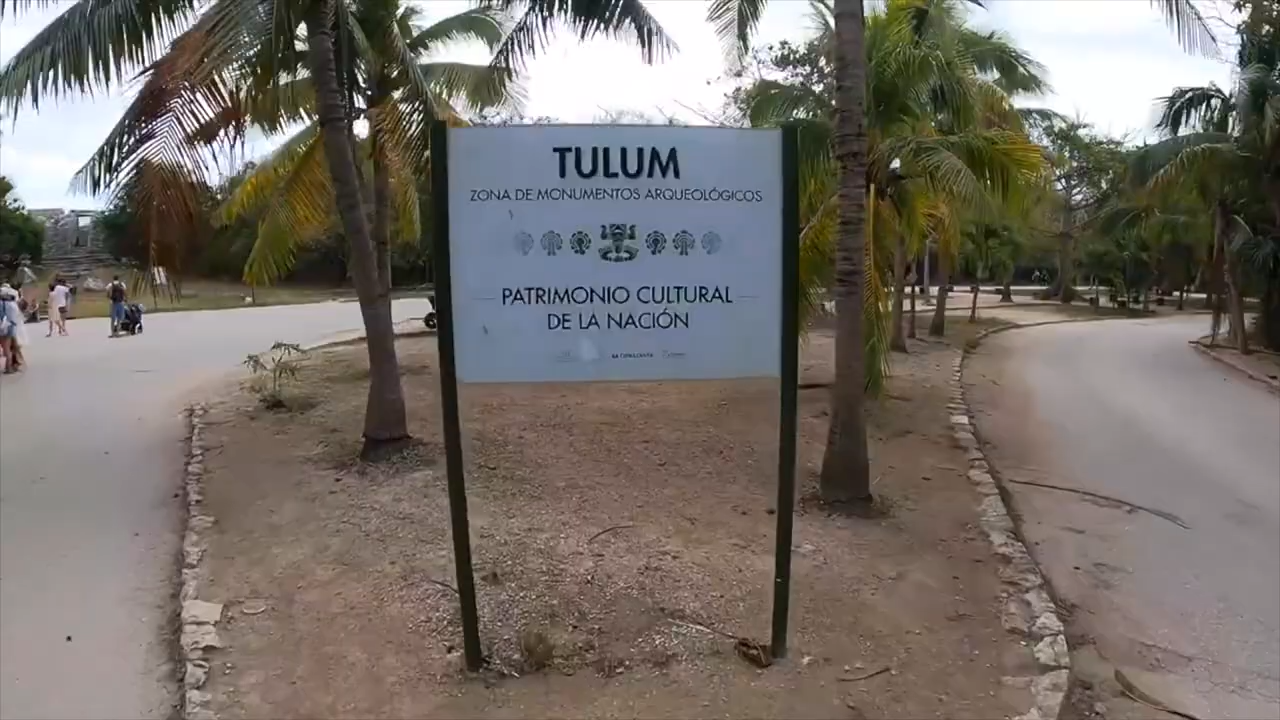 TULUM
ZONA DE MONUMENTOS ARQUEOLÓGICOS
PATRIMONIO CULTURAL
DE LA NACIÓN